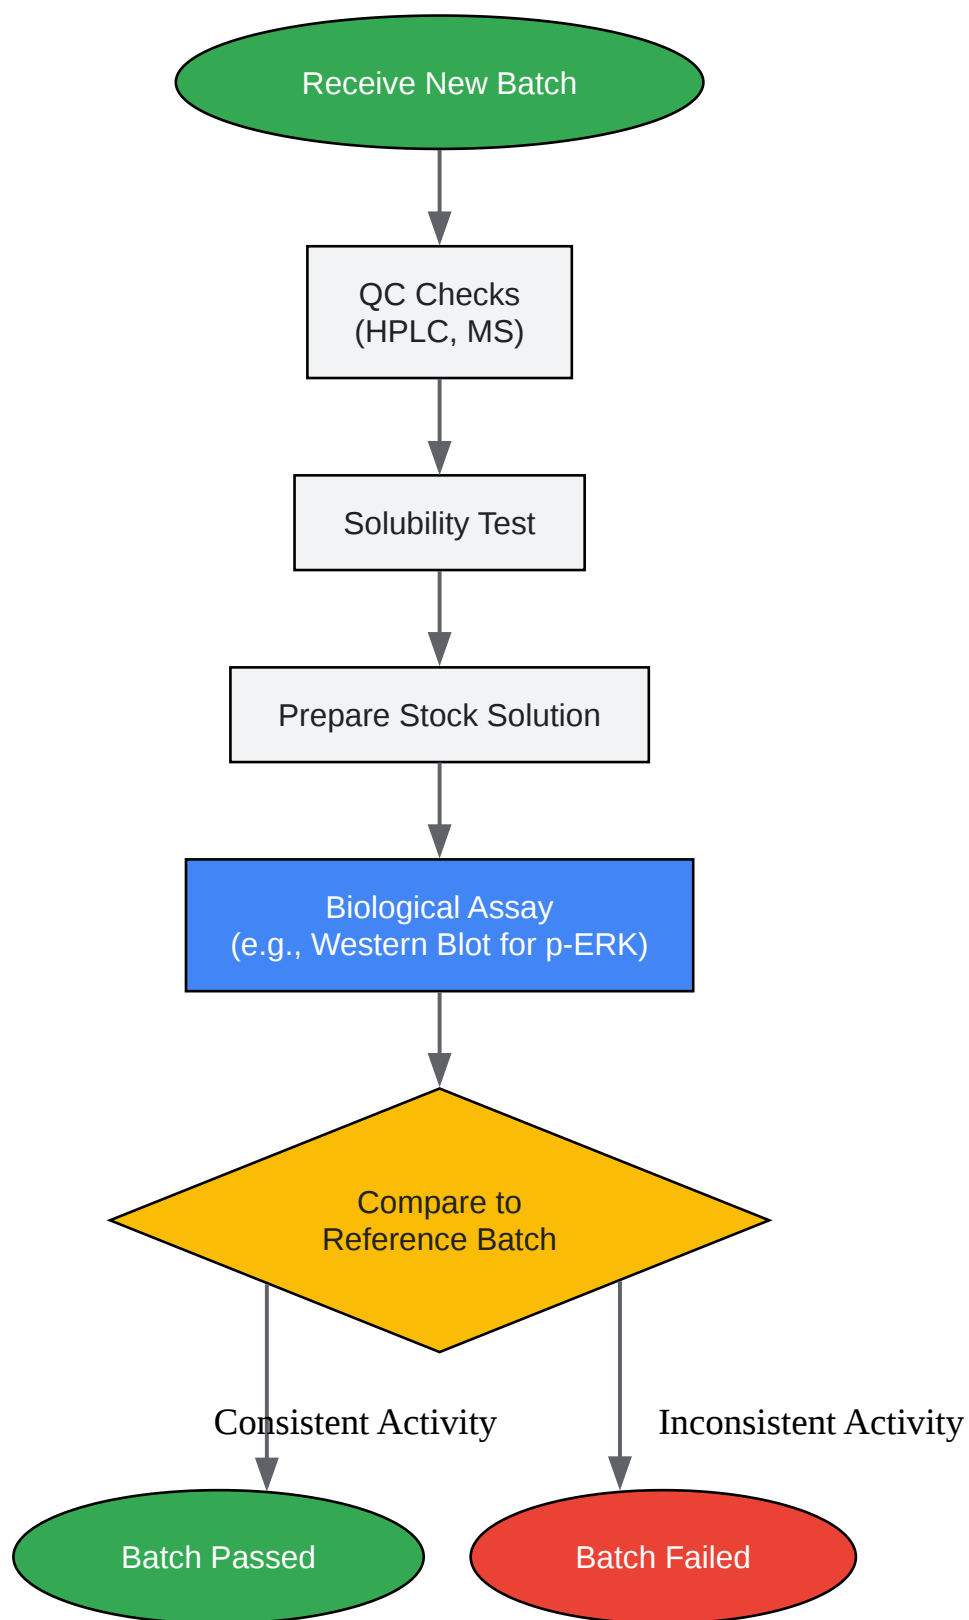 Receive New Batch
QC Checks
(HPLC, MS)
Solubility Test
Prepare Stock Solution
Biological Assay
(e.g., Western Blot for p-ERK)
Compare to
Reference Batch
Consistent Activity
Inconsistent Activity
Batch Passed
Batch Failed